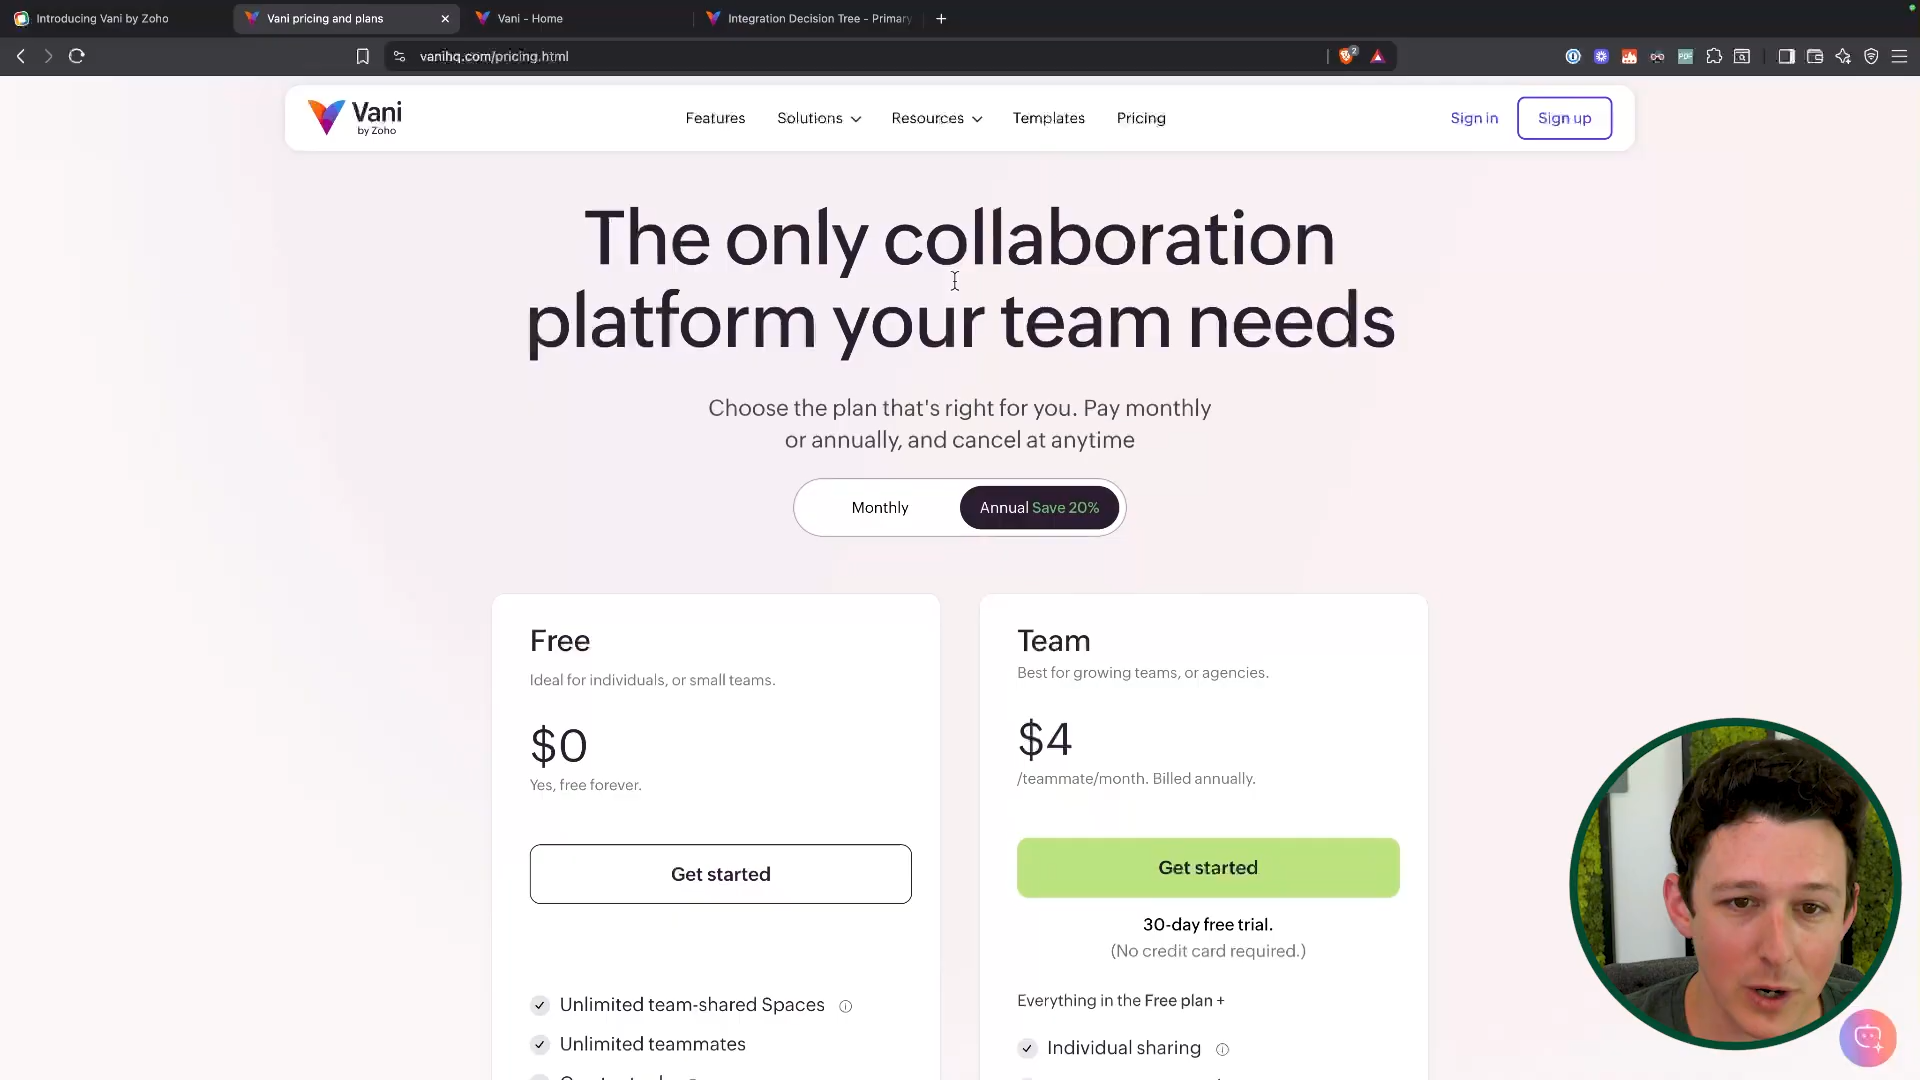 Introducing Vani by Zoho
Vani pricing and plans
Vani - Home
Integration Decision Tree - Primary
vanihq.com/pricing.html
2
Vani
by Zoho
Features
Solutions
Resources
Templates
Pricing
Sign in
Sign up
The only collaboration
platform your team needs
Choose the plan that's right for you. Pay monthly
or annually, and cancel at anytime
Monthly
Annual Save 20%
Free
Ideal for individuals, or small teams.
$0
Yes, free forever.
Get started
Unlimited team-shared Spaces
Unlimited teammates
Team
Best for growing teams, or agencies.
$4
/teammate/month. Billed annually.
Get started
30-day free trial.
(No credit card required.)
Everything in the Free plan +
Individual sharing